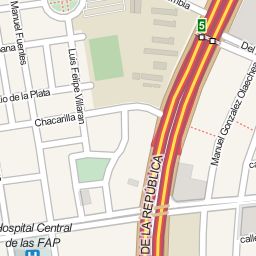 Manuel Fuentes
Luis Felipe Villaran
5
Del
Manuel Gonzalez Olaechea
de la Plata
Chacarilla
DE LA REPÚBLICA
Hospital Central
de las FAP
H
calle